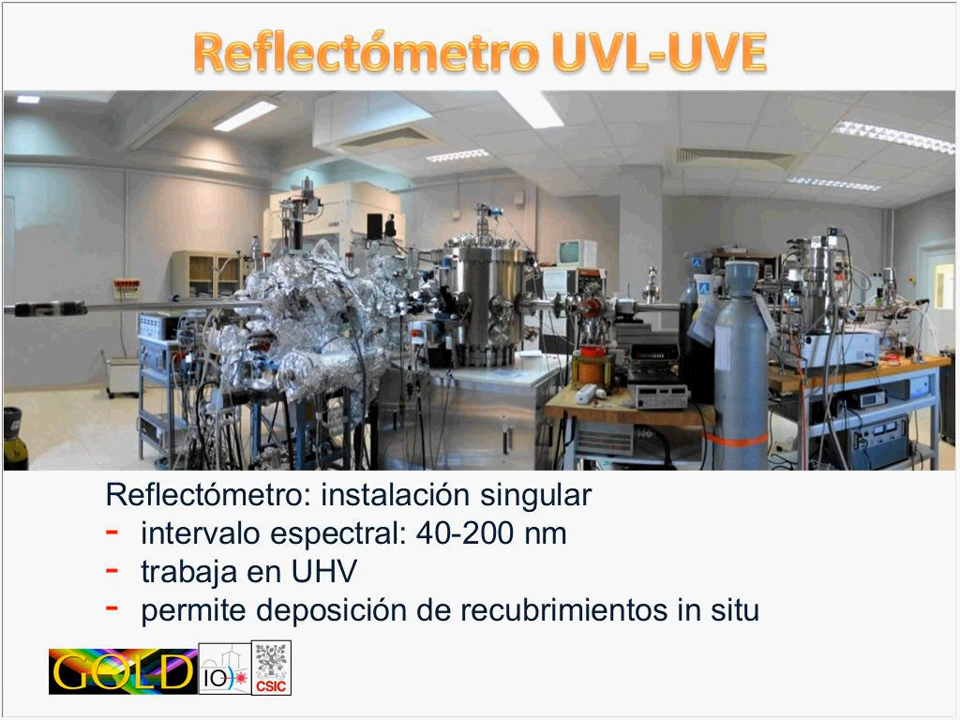 Reflectómetro UVL-UVE
Reflectómetro: instalación singular
- intervalo espectral: 40-200 nm
- trabaja en UHV
- permite deposición de recubrimientos in situ
GOLD IO CSIC